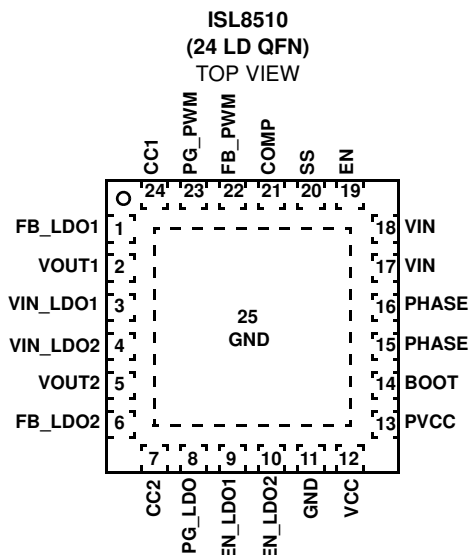 ISL8510
(24 LD QFN)
TOP VIEW
CC1
PG_PWM
FB_PWM
COMP
SS
EN
24 23 22 21 20 19
FB_LDO1 1
VOUT1 2
VIN_LDO1 3
VIN_LDO2 4
VOUT2 5
FB_LDO2 6
25
GND
18 VIN
17 VIN
16 PHASE
15 PHASE
14 BOOT
13 PVCC
7 8 9 10 11 12
CC2
PG_LDO
EN_LDO1
EN_LDO2
GND
VCC